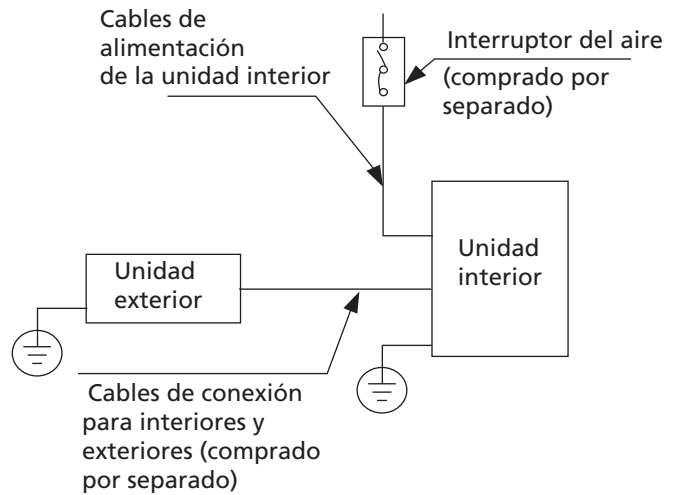 Cables de
alimentación
de la unidad interior
Interruptor del aire
(comprado por
separado)
Unidad
interior
Unidad
exterior
Cables de conexión
para interiores y
exteriores (comprado
por separado)